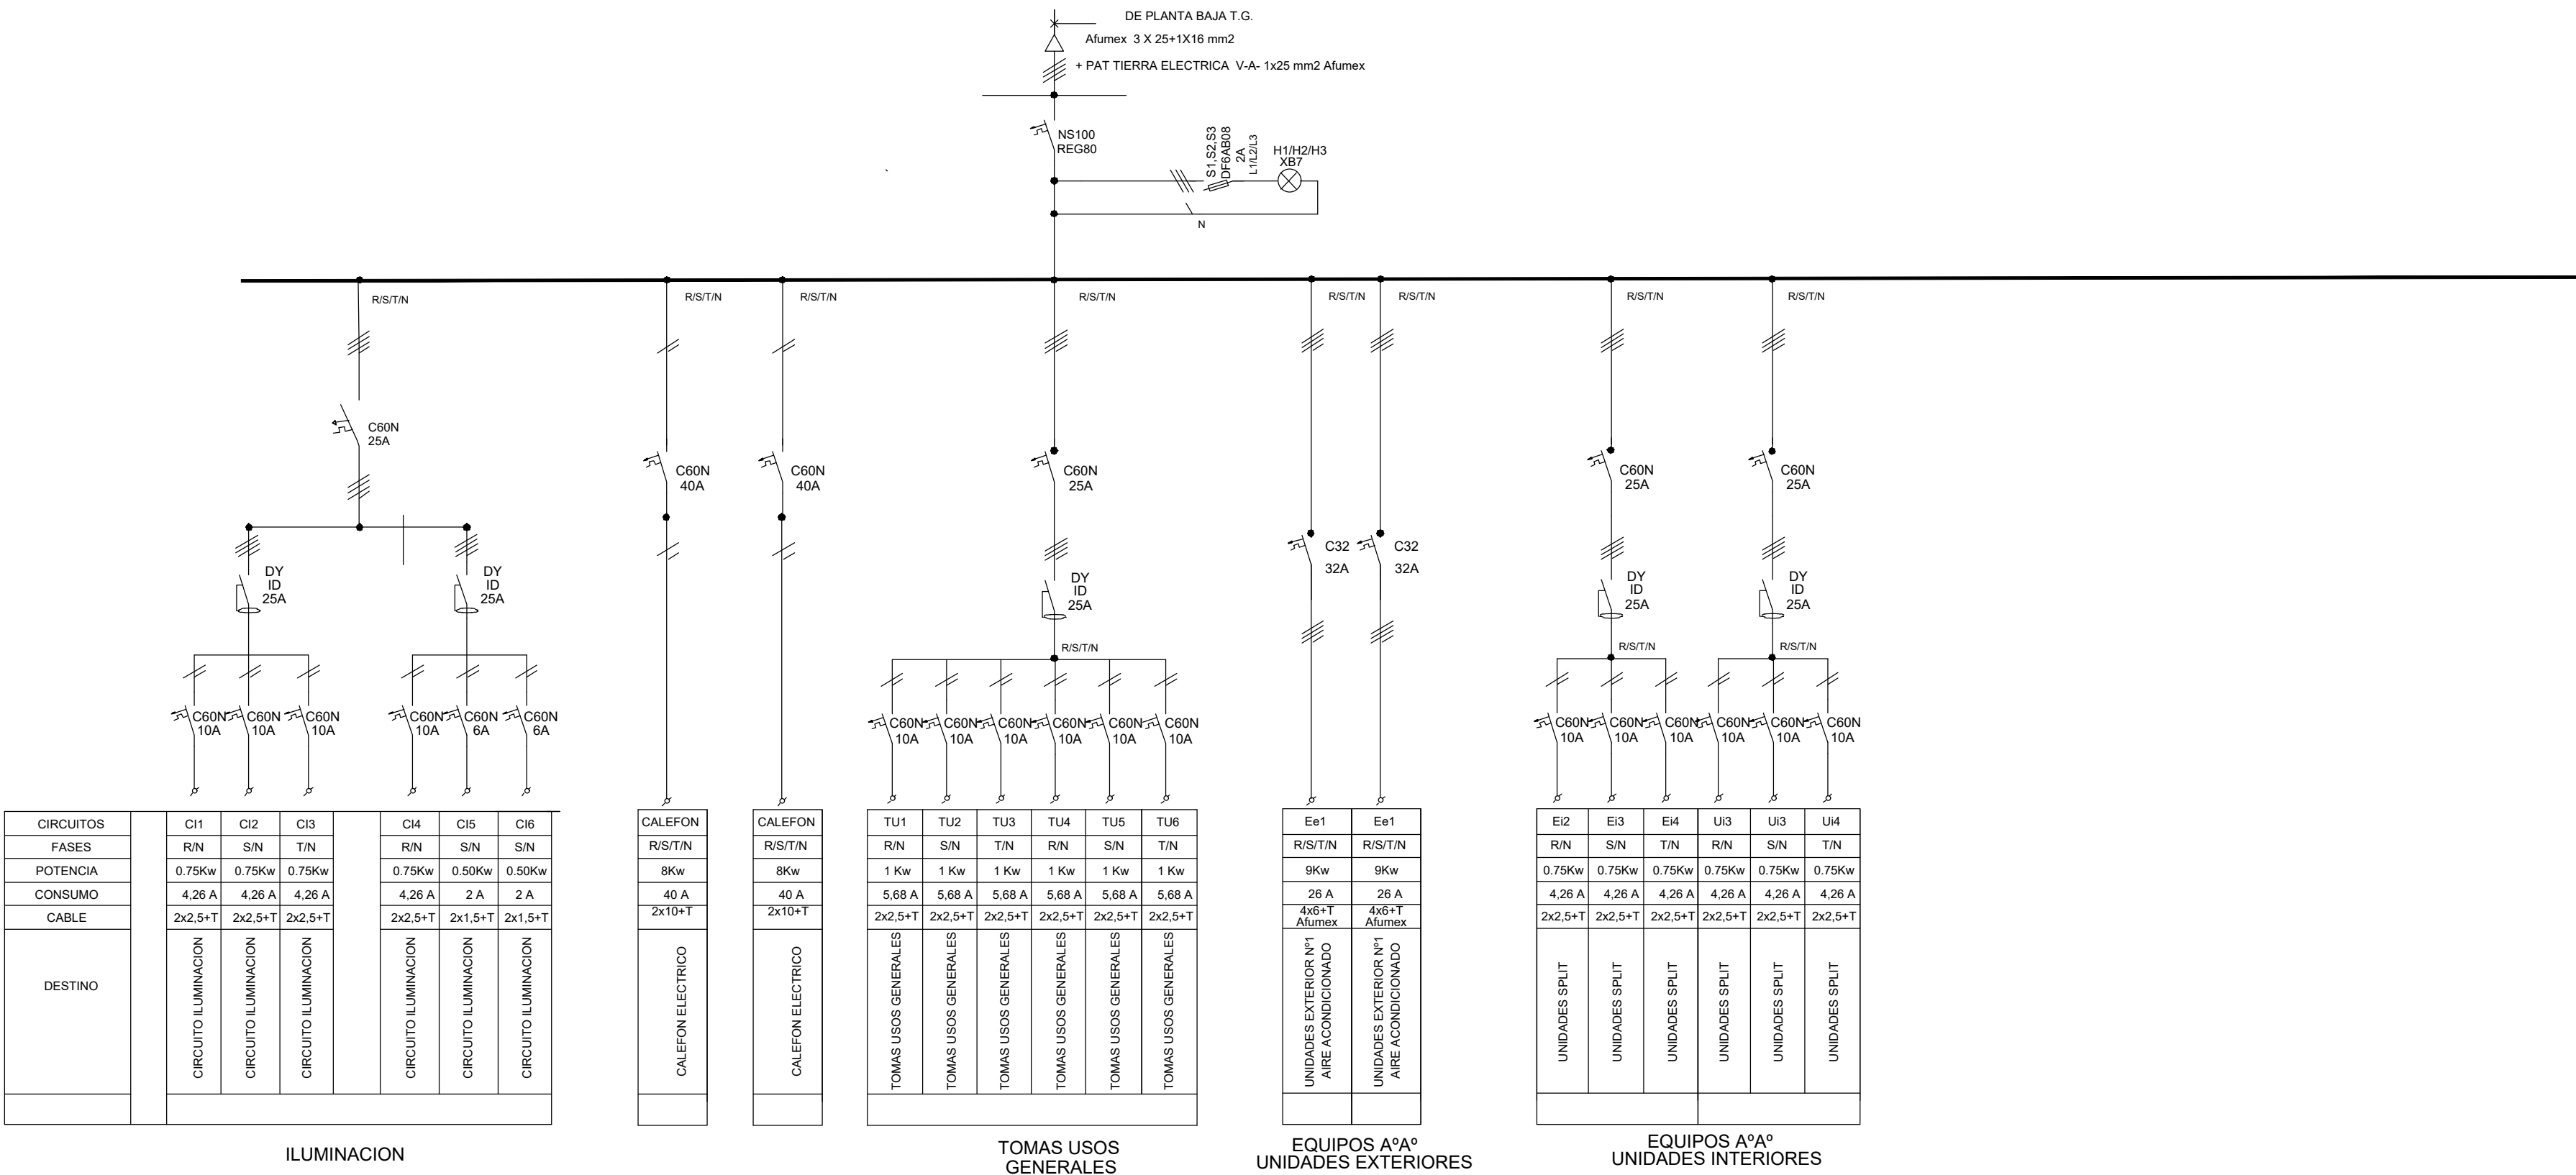 DE PLANTA BAJA T.G.
Afumex 3 X 25+1X16 mm2
+ PAT TIERRA ELECTRICA V-A- 1x25 mm2 Afumex
NS100
REG80
S1,S2,S3
DF6AB08
2A
L1/L2/L3
H1/H2/H3
XB7
N
R/S/T/N
R/S/T/N
R/S/T/N
R/S/T/N
R/S/T/N
R/S/T/N
R/S/T/N
R/S/T/N
C60N
25A
C60N
40A
C60N
40A
C60N
25A
C60N
25A
C60N
25A
C32
32A
C32
32A
DY
ID
25A
DY
ID
25A
DY
ID
25A
DY
ID
25A
DY
ID
25A
R/S/T/N
R/S/T/N
R/S/T/N
C60N
10A
C60N
10A
C60N
10A
C60N
10A
C60N
6A
C60N
6A
C60N
10A
C60N
10A
C60N
10A
C60N
10A
C60N
10A
C60N
10A
C60N
10A
C60N
10A
C60N
10A
C60N
10A
C60N
10A
C60N
10A
CIRCUITOS CI1 CI2 CI3 CI4 CI5 CI6 CALEFON CALEFON TU1 TU2 TU3 TU4 TU5 TU6 Ee1 Ee1 Ei2 Ei3 Ei4 Ui3 Ui3 Ui4
FASES R/N S/N T/N R/N S/N S/N R/S/T/N R/S/T/N R/N S/N T/N R/N S/N T/N R/S/T/N R/S/T/N R/N S/N T/N R/N S/N T/N
POTENCIA 0.75Kw 0.75Kw 0.75Kw 0.75Kw 0.50Kw 0.50Kw 8Kw 8Kw 1 Kw 1 Kw 1 Kw 1 Kw 1 Kw 1 Kw 9Kw 9Kw 0.75Kw 0.75Kw 0.75Kw 0.75Kw 0.75Kw 0.75Kw
CONSUMO 4,26 A 4,26 A 4,26 A 4,26 A 2 A 2 A 40 A 40 A 5,68 A 5,68 A 5,68 A 5,68 A 5,68 A 5,68 A 26 A 26 A 4,26 A 4,26 A 4,26 A 4,26 A 4,26 A 4,26 A
CABLE 2x2,5+T 2x2,5+T 2x2,5+T 2x2,5+T 2x1,5+T 2x1,5+T 2x10+T 2x10+T 2x2,5+T 2x2,5+T 2x2,5+T 2x2,5+T 2x2,5+T 2x2,5+T 4x6+T 4x6+T 2x2,5+T 2x2,5+T 2x2,5+T 2x2,5+T 2x2,5+T 2x2,5+T
Afumex Afumex
DESTINO
CIRCUITO ILUMINACION
CIRCUITO ILUMINACION
CIRCUITO ILUMINACION
CIRCUITO ILUMINACION
CIRCUITO ILUMINACION
CIRCUITO ILUMINACION
CALEFON ELECTRICO
CALEFON ELECTRICO
TOMAS USOS GENERALES
TOMAS USOS GENERALES
TOMAS USOS GENERALES
TOMAS USOS GENERALES
TOMAS USOS GENERALES
TOMAS USOS GENERALES
UNIDADES EXTERIOR Nº1
AIRE ACONDICIONADO
UNIDADES EXTERIOR Nº1
AIRE ACONDICIONADO
UNIDADES SPLIT
UNIDADES SPLIT
UNIDADES SPLIT
UNIDADES SPLIT
UNIDADES SPLIT
UNIDADES SPLIT
ILUMINACION
TOMAS USOS
GENERALES
EQUIPOS AºAº
UNIDADES EXTERIORES
EQUIPOS AºAº
UNIDADES INTERIORES